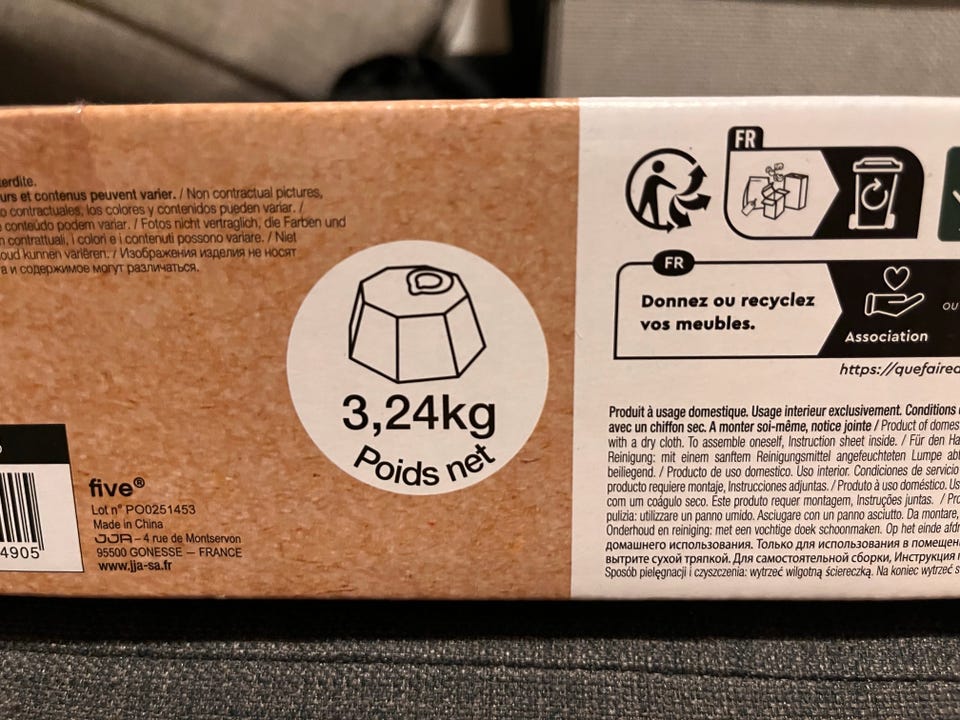 terdite.
urs et contenus peuvent varier. / Non contractual pictures,
o contractuales, los colores y contenidos pueden variar. /
conteúdo podem variar. / Fotos nicht vertraglich, die Farben und
n contrattuali, i colori e i contenuti possono variare. / Niet
oud kunnen variëren. / Изображения изделия не носят
а и содержимое могут различаться.
3,24kg
Poids net
4905
five®
Lot n° PO0251453
Made in China
JJA – 4 rue de Montservon
95500 GONESSE – FRANCE
www.jja-sa.fr
FR
FR
Donnez ou recyclez
vos meubles.
Association
OU
https://quefairec
Produit à usage domestique. Usage interieur exclusivement. Conditions
avec un chiffon sec. A monter soi-même, notice jointe / Product of domes
with a dry cloth. To assemble oneself, Instruction sheet inside. / Für den Ha
Reinigung: mit einem sanftem Reinigungsmittel angefeuchteten Lumpe abt
beiliegend. / Producto de uso domestico. Uso interior. Condiciones de servicio
producto requiere montaje, Instrucciones adjuntas. / Produto à uso doméstico. Us
com um coágulo seco. Este produto requer montagem, Instruções juntas. / Pro
pulizia: utilizzare un panno umido. Asciugare con un panno asciutto. Da montare,
Onderhoud en reiniging: met een vochtige doek schoonmaken. Op het einde afdr
домашнего использования. Только для использования в помещен
вытрите сухой тряпкой. Для самостоятельной сборки, Инструкция
Sposób pielęgnacji i czyszczenia: wytrzeć wilgotną ściereczką. Na koniec wytrzeć s